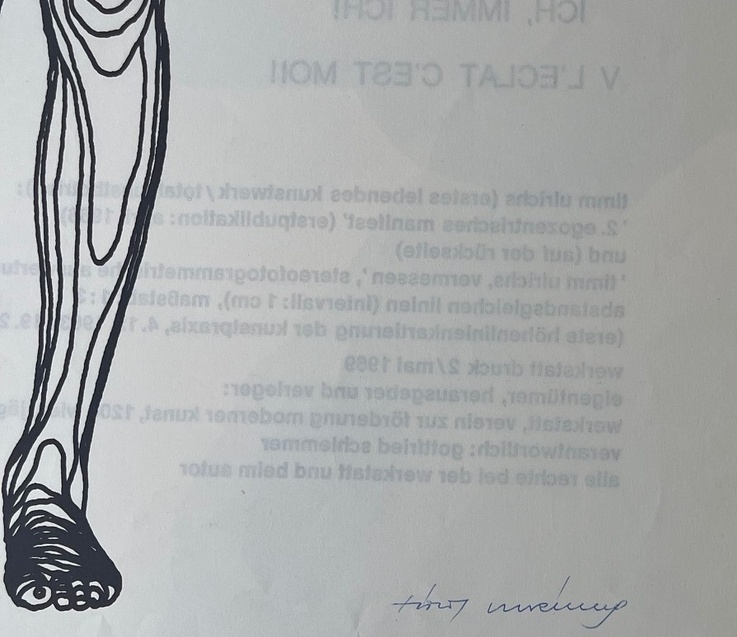 ICH, IMMER ICH!
V L'ECLAT C'EST MOI!
timm ulrichs (erstes lebendes kunstwerk/
'2. egozentrisches manifest' (erstpublikation:
und (auf der rückseite)
'timm ulrichs, vermessen',
abstandsgleichen linien (intervall: 1 cm), maßstab
(erste höhenlinienkartierung der kunstpraxis,
werkstatt druck 2/mai 1969
eigentümer, herausgeber und verleger:
werkstatt, verein zur förderung moderner kunst,
verantwortlich: gottfried schlemmer
alle rechte bei der werkstatt und beim autor